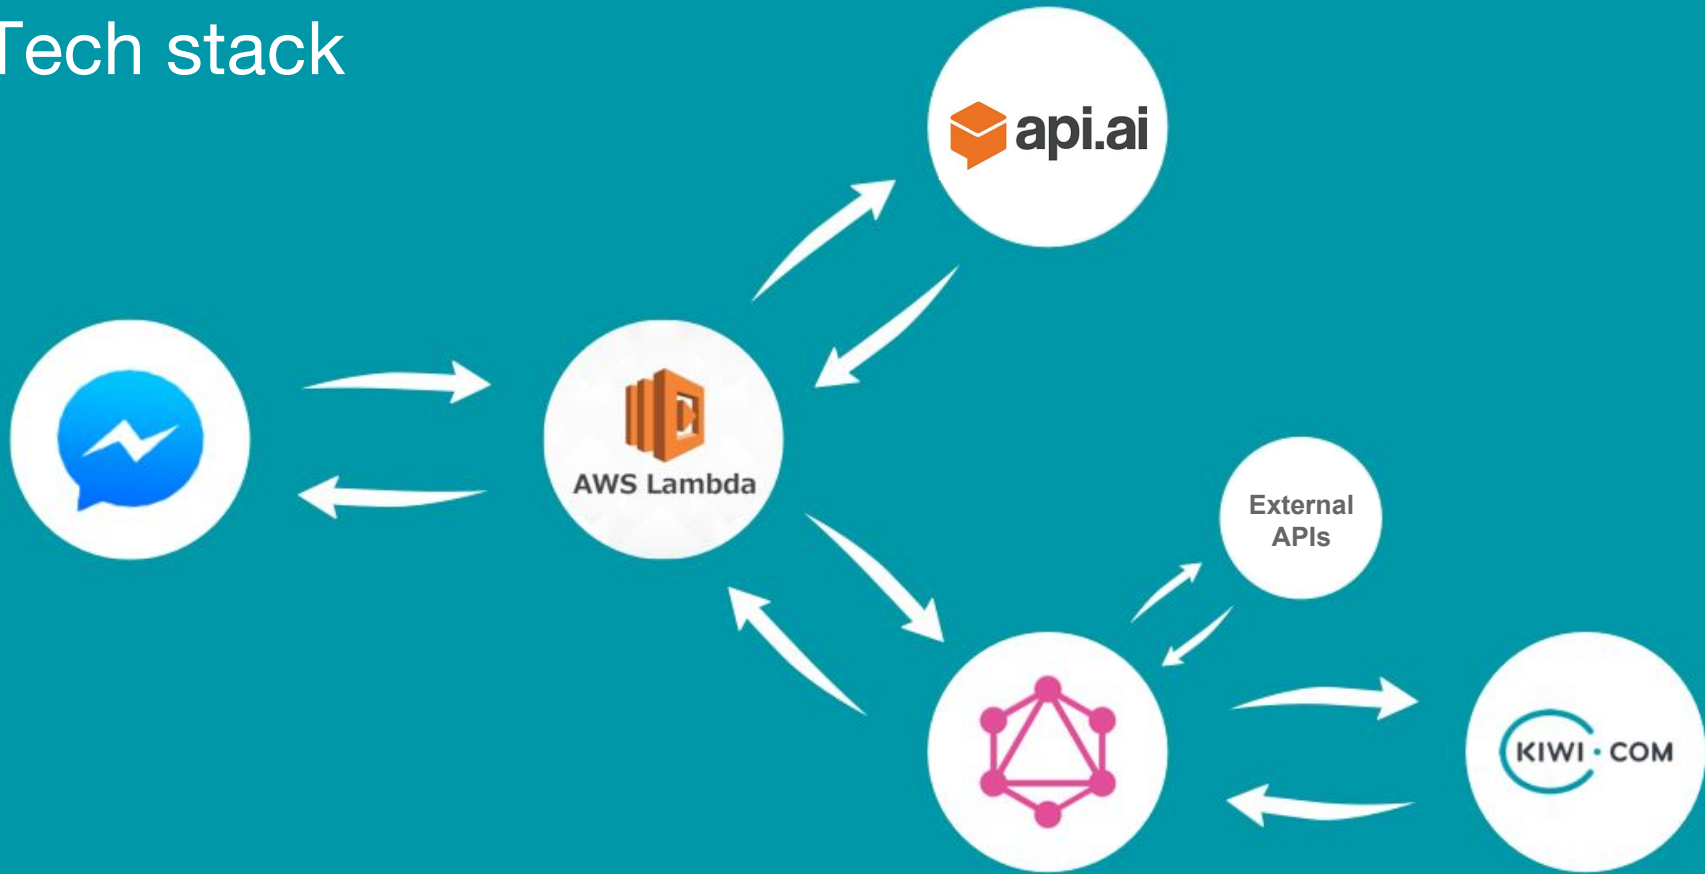 Tech stack
api.ai
AWS Lambda
External
APIs
KIWI·COM